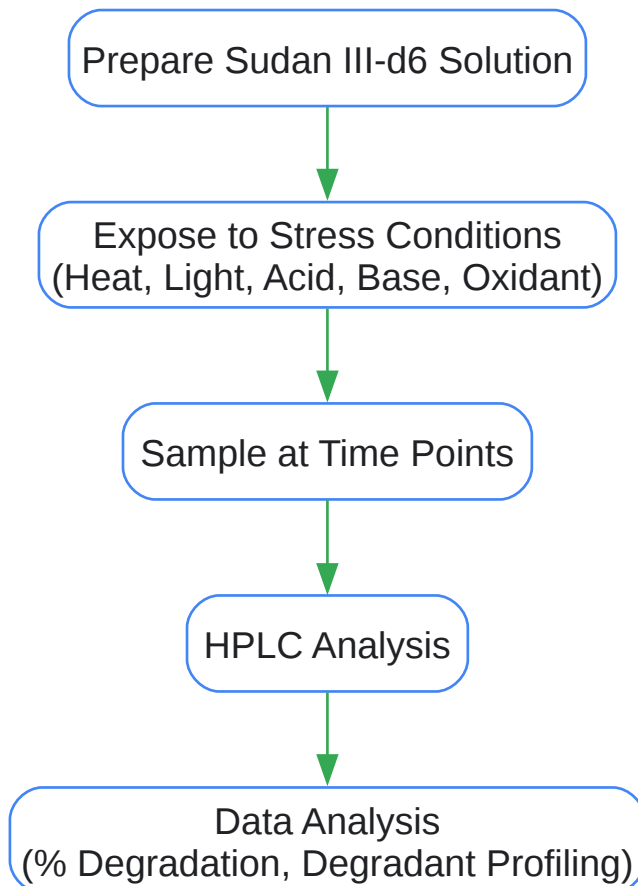 Prepare Sudan III-d6 Solution
Expose to Stress Conditions
(Heat, Light, Acid, Base, Oxidant)
Sample at Time Points
HPLC Analysis
Data Analysis
(% Degradation, Degradant Profiling)